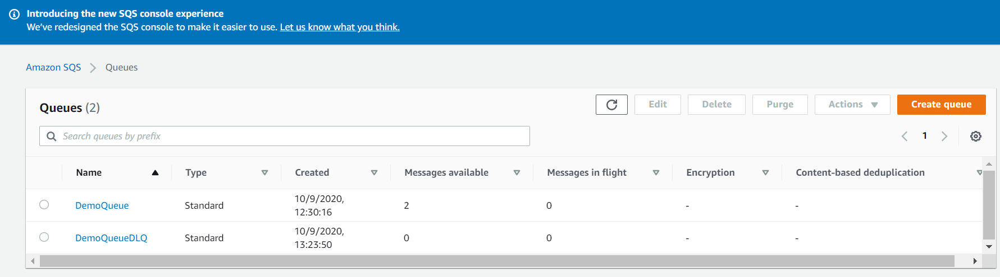 Introducing the new SQS console experience
We've redesigned the SQS console to make it easier to use. Let us know what you think.
Amazon SQS Queues
Queues (2)
Edit Delete Purge Actions Create queue
Search queues by prefix
1
Name Type Created Messages available Messages in flight Encryption Content-based deduplication
DemoQueue Standard 10/9/2020, 12:30:16 2 0 - -
DemoQueueDLQ Standard 10/9/2020, 13:23:50 0 0 - -